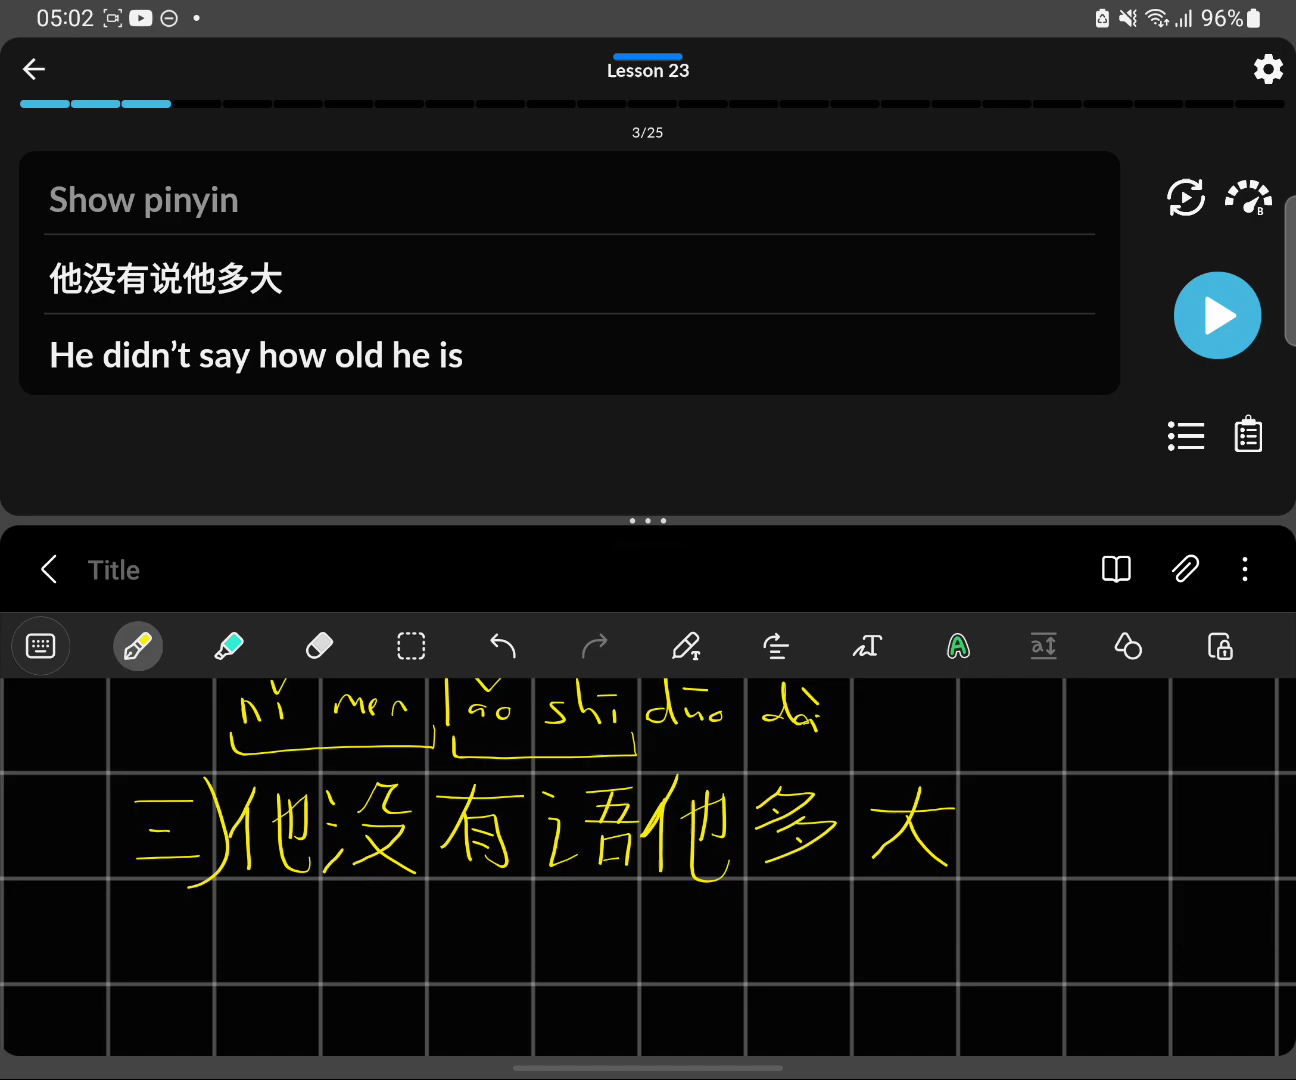 05:02
96%
Lesson 23
3/25
Show pinyin
他没有说他多大
He didn’t say how old he is
B
Title
T
T
A
a
nǐ men lǎo shī duō dà
三)他没有语他多大